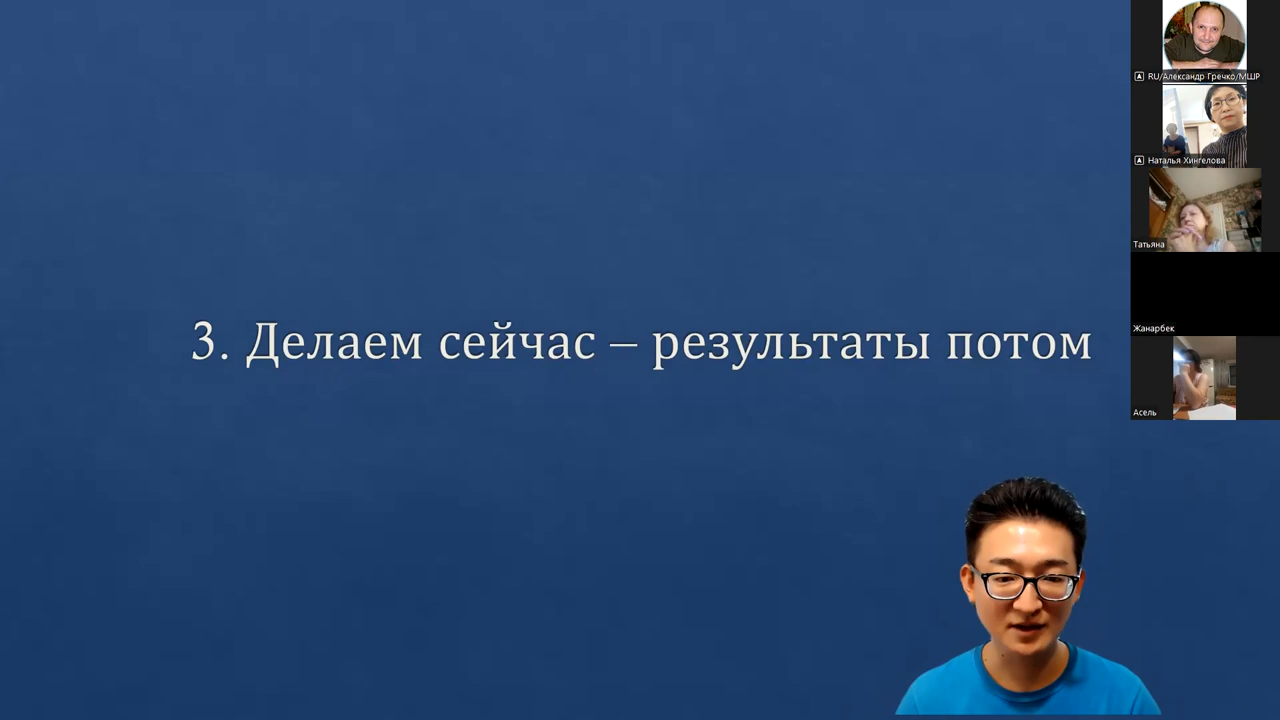 3. Делаем сейчас – результаты потом
RU/Александр Гречко/МШР
Наталья Хингелова
Татьяна
Жанарбек
Асель